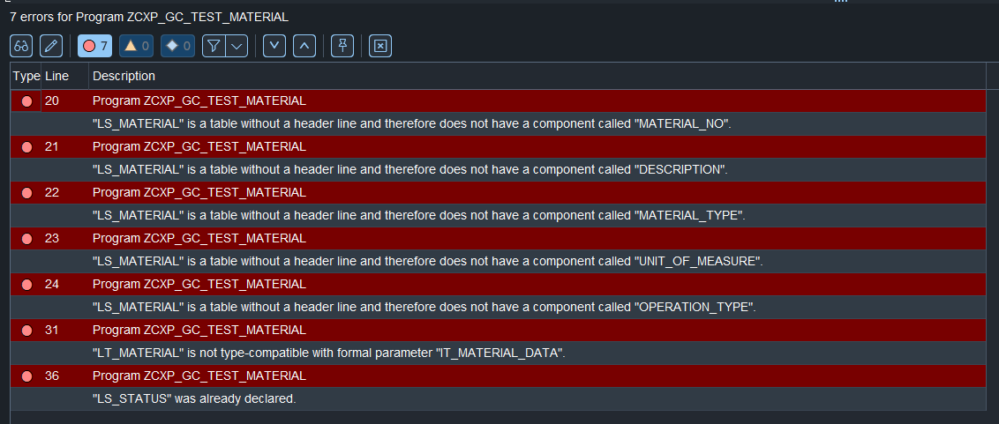 7 errors for Program ZCXP_GC_TEST_MATERIAL
7 0 0
Type Line Description
20 Program ZCXP_GC_TEST_MATERIAL
"LS_MATERIAL" is a table without a header line and therefore does not have a component called "MATERIAL_NO".
21 Program ZCXP_GC_TEST_MATERIAL
"LS_MATERIAL" is a table without a header line and therefore does not have a component called "DESCRIPTION".
22 Program ZCXP_GC_TEST_MATERIAL
"LS_MATERIAL" is a table without a header line and therefore does not have a component called "MATERIAL_TYPE".
23 Program ZCXP_GC_TEST_MATERIAL
"LS_MATERIAL" is a table without a header line and therefore does not have a component called "UNIT_OF_MEASURE".
24 Program ZCXP_GC_TEST_MATERIAL
"LS_MATERIAL" is a table without a header line and therefore does not have a component called "OPERATION_TYPE".
31 Program ZCXP_GC_TEST_MATERIAL
"LT_MATERIAL" is not type-compatible with formal parameter "IT_MATERIAL_DATA".
36 Program ZCXP_GC_TEST_MATERIAL
"LS_STATUS" was already declared.